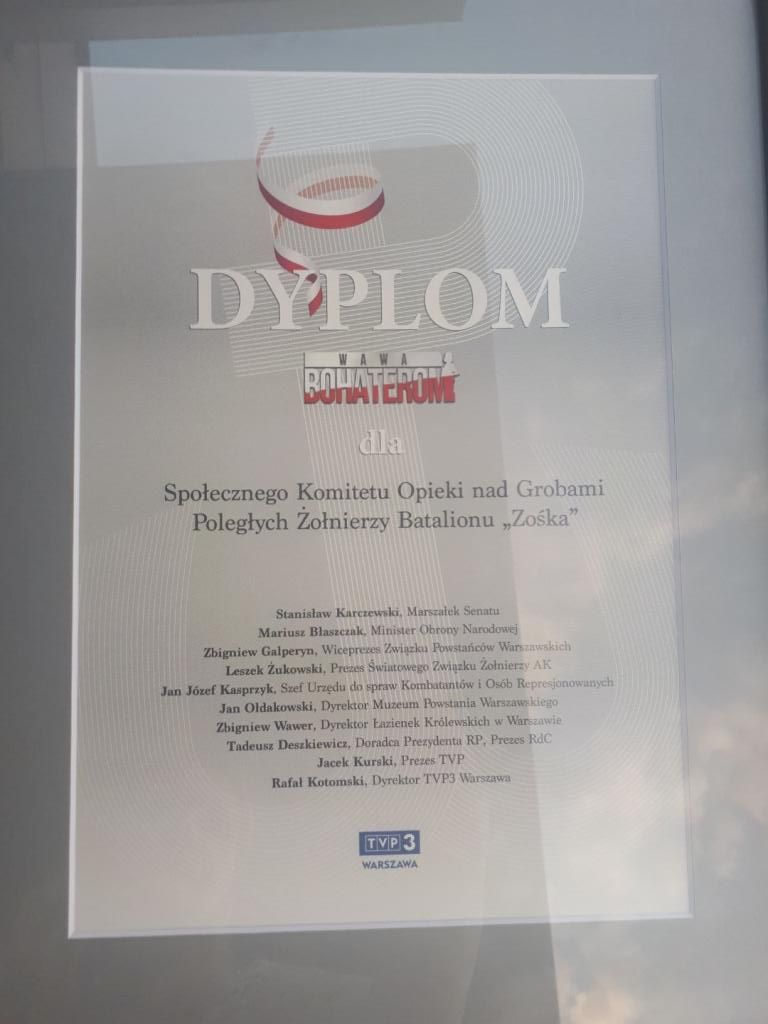 DYPLOM
WAWA
BOHATEROM
dla
Społecznego Komitetu Opieki nad Grobami
Poległych Żołnierzy Batalionu „Zośka”
Stanisław Karczewski, Marszałek Senatu
Mariusz Błaszczak, Minister Obrony Narodowej
Zbigniew Galperyn, Wiceprezes Związku Powstańców Warszawskich
Leszek Żukowski, Prezes Światowego Związku Żołnierzy AK
Jan Józef Kasprzyk, Szef Urzędu do spraw Kombatantów i Osób Represjonowanych
Jan Ołdakowski, Dyrektor Muzeum Powstania Warszawskiego
Zbigniew Wawer, Dyrektor Łazienek Królewskich w Warszawie
Tadeusz Deszkiewicz, Doradca Prezydenta RP, Prezes RdC
Jacek Kurski, Prezes TVP
Rafał Kotomski, Dyrektor TVP3 Warszawa
TVP3
WARSZAWA